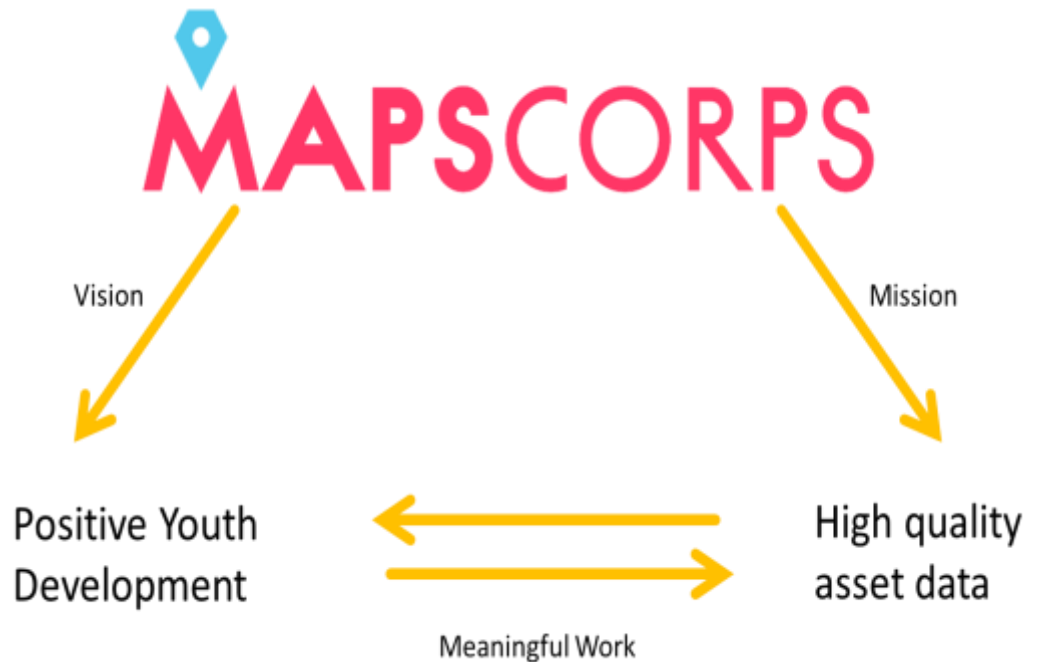 MAPSCORPS
Vision
Mission
Positive Youth
Development
High quality
asset data
Meaningful Work